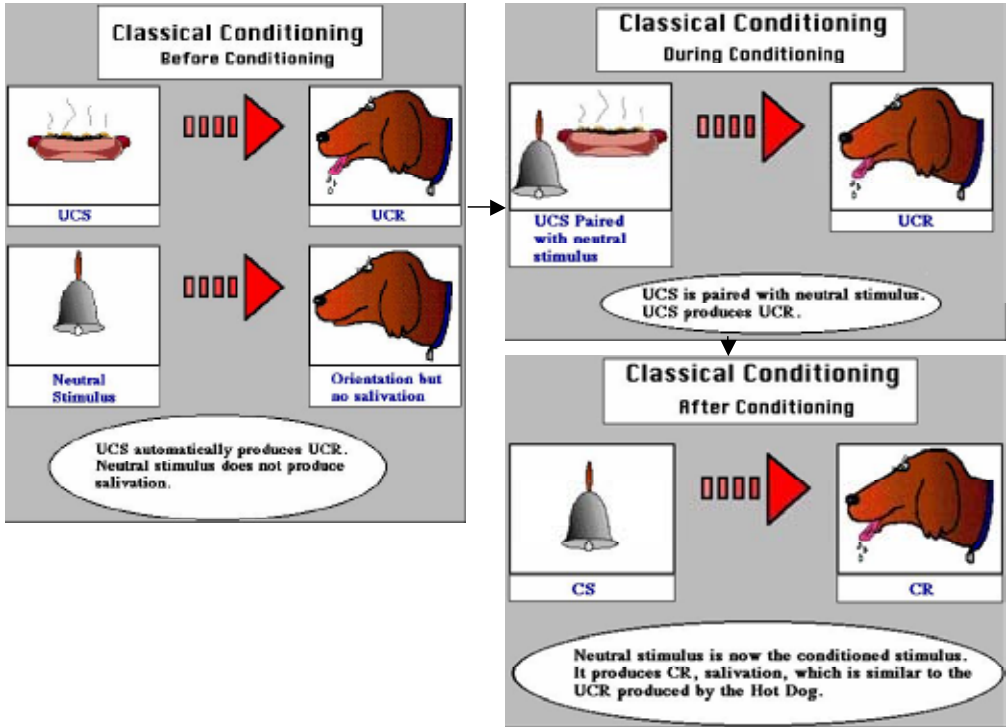 Classical Conditioning
Before Conditioning
UCS
UCR
Neutral
Stimulus
Orientation but
no salivation
UCS automatically produces UCR.
Neutral stimulus does not produce
salivation.
Classical Conditioning
During Conditioning
UCS Paired
with neutral
stimulus
UCR
UCS is paired with neutral stimulus.
UCS produces UCR.
Classical Conditioning
After Conditioning
CS
CR
Neutral stimulus is now the conditioned stimulus.
It produces CR, salivation, which is similar to the
UCR produced by the Hot Dog.